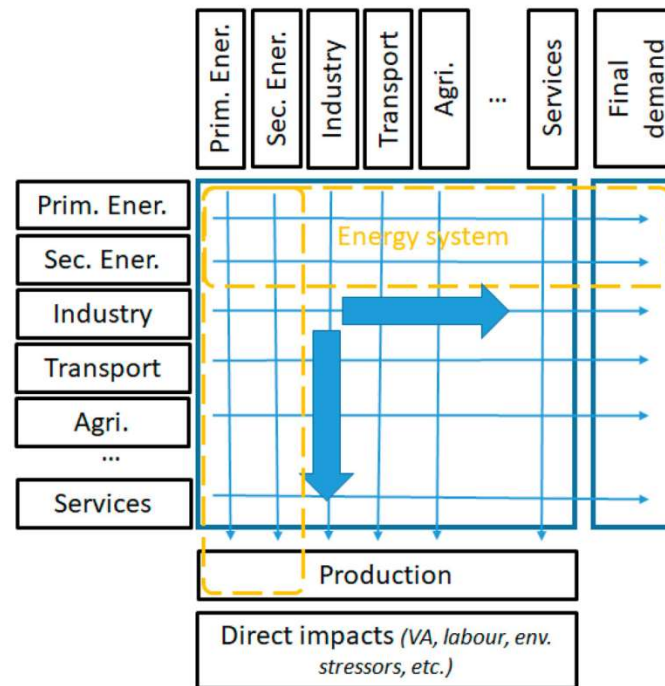 Prim. Ener.
Sec. Ener.
Industry
Transport
Agri.
...
Services
Final
demand
Prim. Ener.
Sec. Ener.
Industry
Transport
Agri.
...
Services
Energy system
Production
Direct impacts (VA, labour, env.
stressors, etc.)